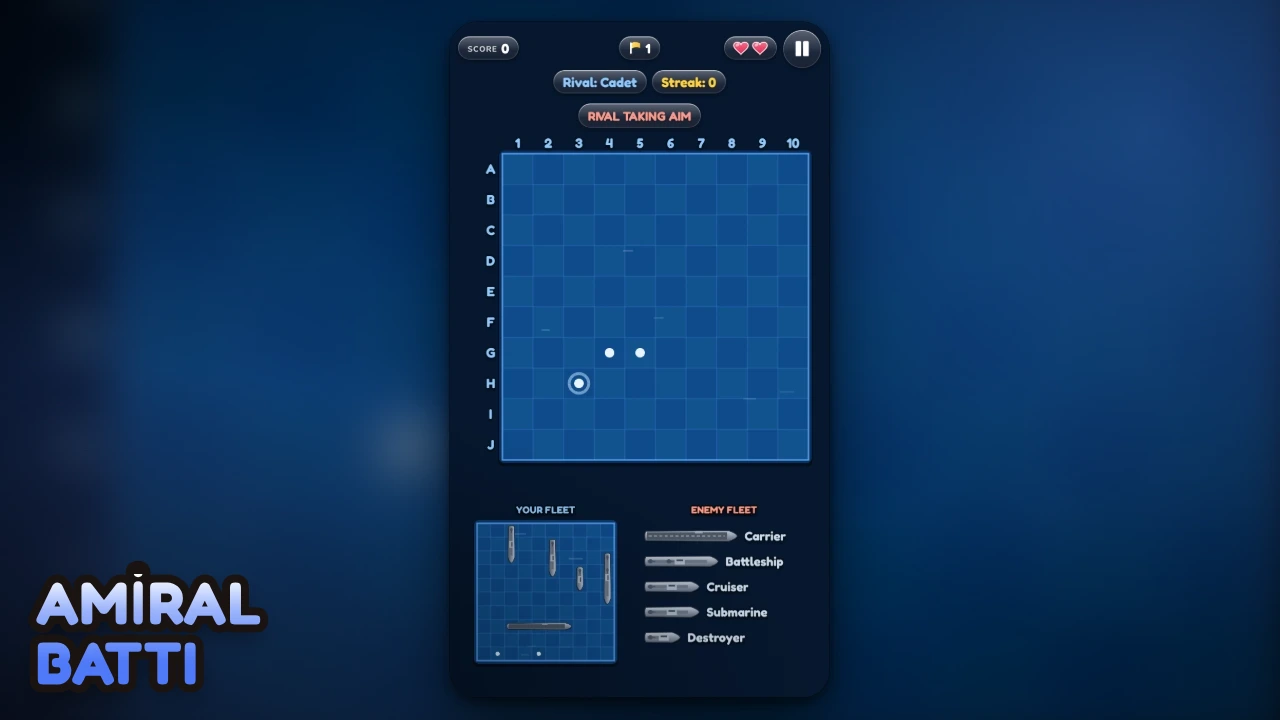 SCORE 0
1
Rival: Cadet
Streak: 0
RIVAL TAKING AIM
1 2 3 4 5 6 7 8 9 10
A
B
C
D
E
F
G
H
I
J
YOUR FLEET
ENEMY FLEET
Carrier
Battleship
Cruiser
Submarine
Destroyer
AMİRAL
BATTI